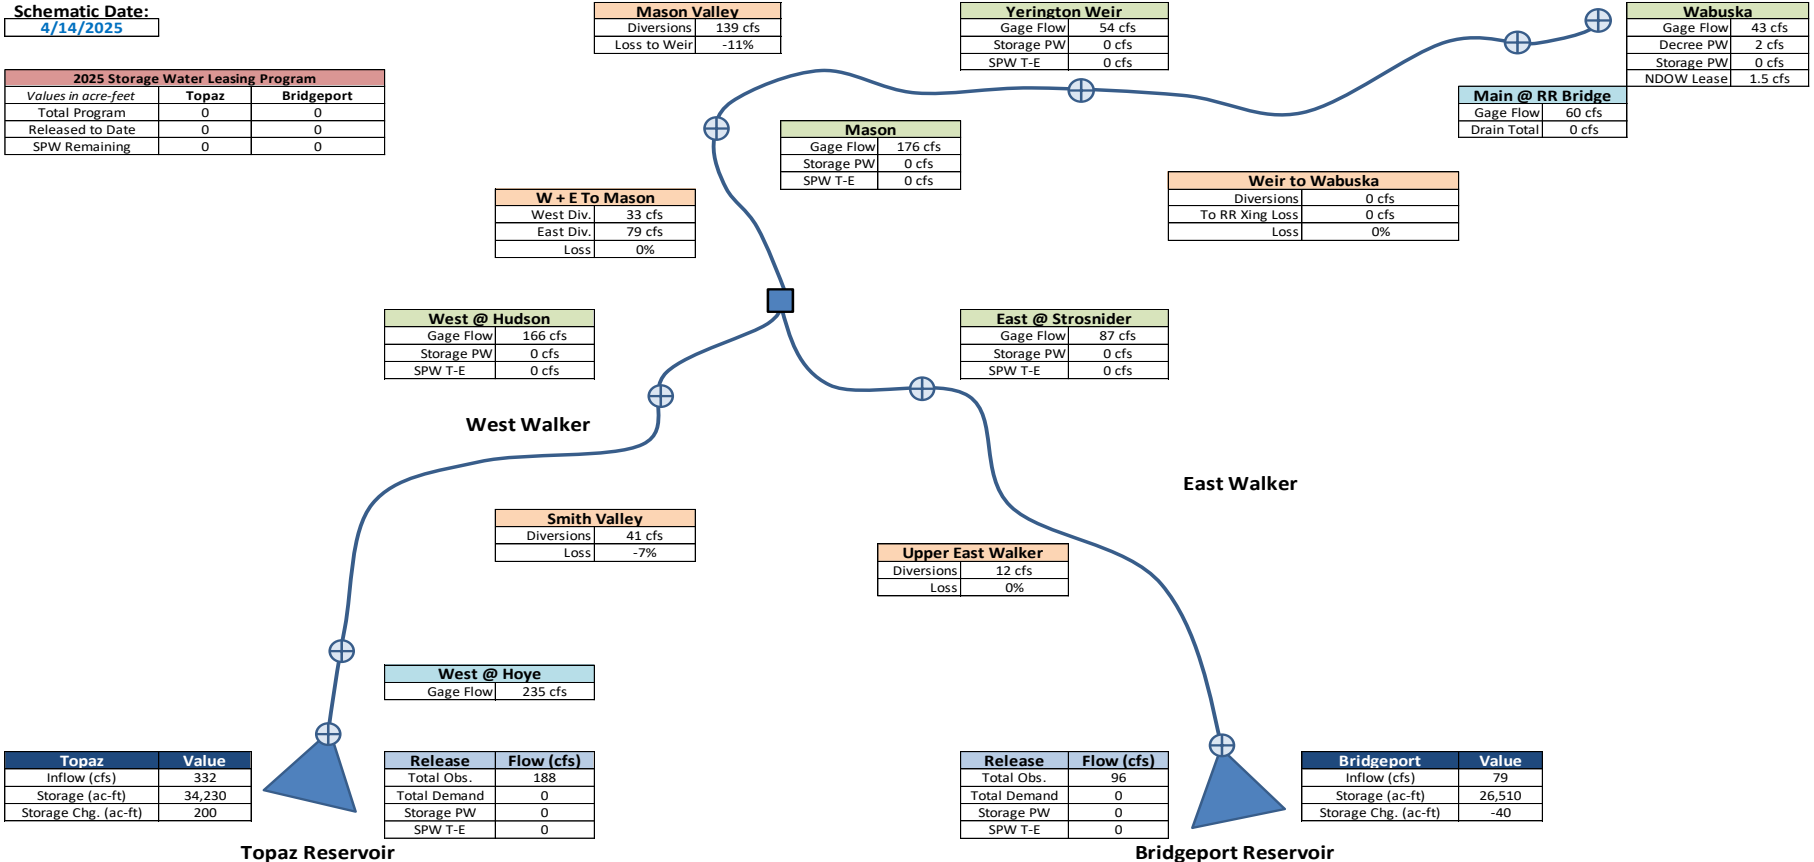 Schematic Date:
4/14/2025
2025 Storage Water Leasing Program
Values in acre-feet Topaz Bridgeport
Total Program 0 0
Released to Date 0 0
SPW Remaining 0 0
Mason Valley
Diversions 139 cfs
Loss to Weir -11%
Yerington Weir
Gage Flow 54 cfs
Storage PW 0 cfs
SPW T-E 0 cfs
Wabuska
Gage Flow 43 cfs
Decree PW 2 cfs
Storage PW 0 cfs
NDOW Lease 1.5 cfs
Main @ RR Bridge
Gage Flow 60 cfs
Drain Total 0 cfs
Mason
Gage Flow 176 cfs
Storage PW 0 cfs
SPW T-E 0 cfs
W + E To Mason
West Div. 33 cfs
East Div. 79 cfs
Loss 0%
Weir to Wabuska
Diversions 0 cfs
To RR Xing Loss 0 cfs
Loss 0%
West @ Hudson
Gage Flow 166 cfs
Storage PW 0 cfs
SPW T-E 0 cfs
East @ Strosnider
Gage Flow 87 cfs
Storage PW 0 cfs
SPW T-E 0 cfs
West Walker
East Walker
Smith Valley
Diversions 41 cfs
Loss -7%
Upper East Walker
Diversions 12 cfs
Loss 0%
West @ Hoye
Gage Flow 235 cfs
Topaz Value
Inflow (cfs) 332
Storage (ac-ft) 34,230
Storage Chg. (ac-ft) 200
Release Flow (cfs)
Total Obs. 188
Total Demand 0
Storage PW 0
SPW T-E 0
Topaz Reservoir
Release Flow (cfs)
Total Obs. 96
Total Demand 0
Storage PW 0
SPW T-E 0
Bridgeport Value
Inflow (cfs) 79
Storage (ac-ft) 26,510
Storage Chg. (ac-ft) -40
Bridgeport Reservoir